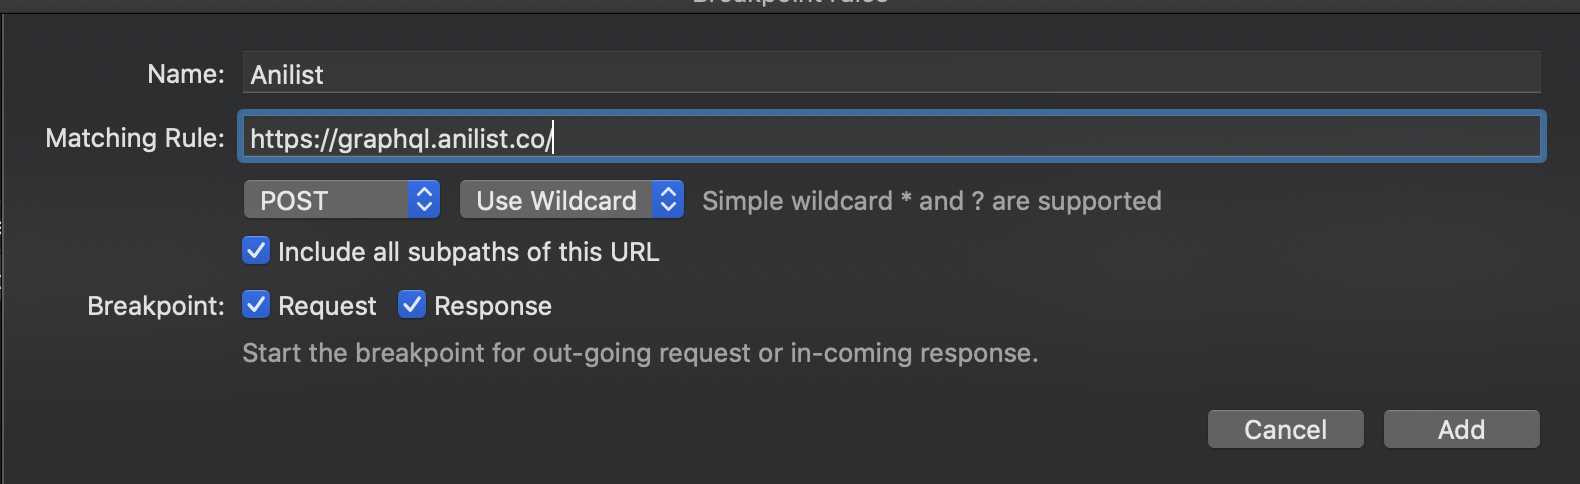 Breakpoint rules
Name: Anilist
Matching Rule: https://graphql.anilist.co/
POST Use Wildcard Simple wildcard * and ? are supported
Include all subpaths of this URL
Breakpoint: Request Response
Start the breakpoint for out-going request or in-coming response.
Cancel Add